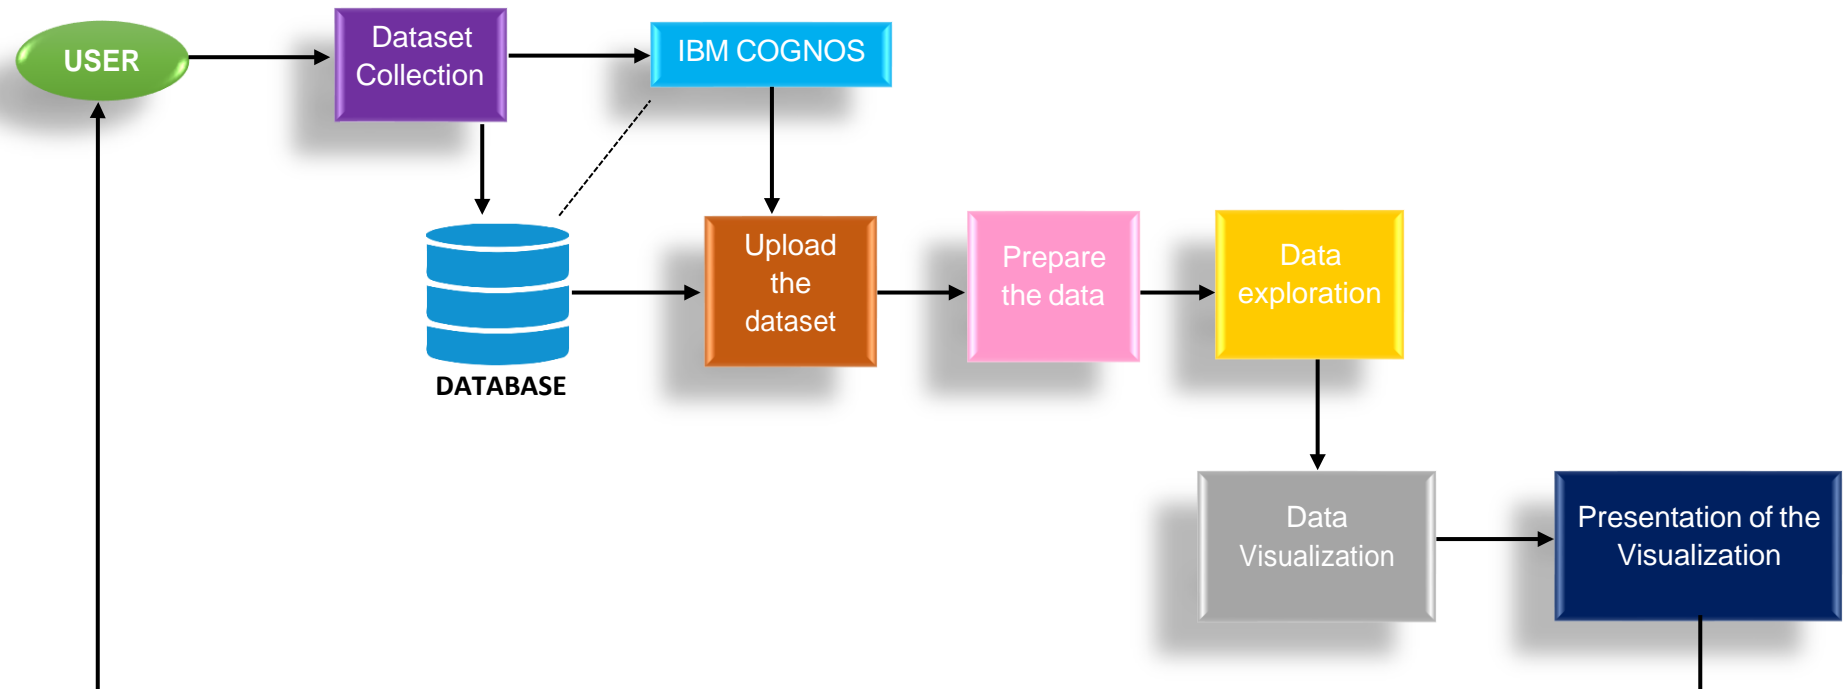 USER
Dataset
Collection
IBM COGNOS
DATABASE
Upload
the
dataset
Prepare
the data
Data
exploration
Data
Visualization
Presentation of the
Visualization